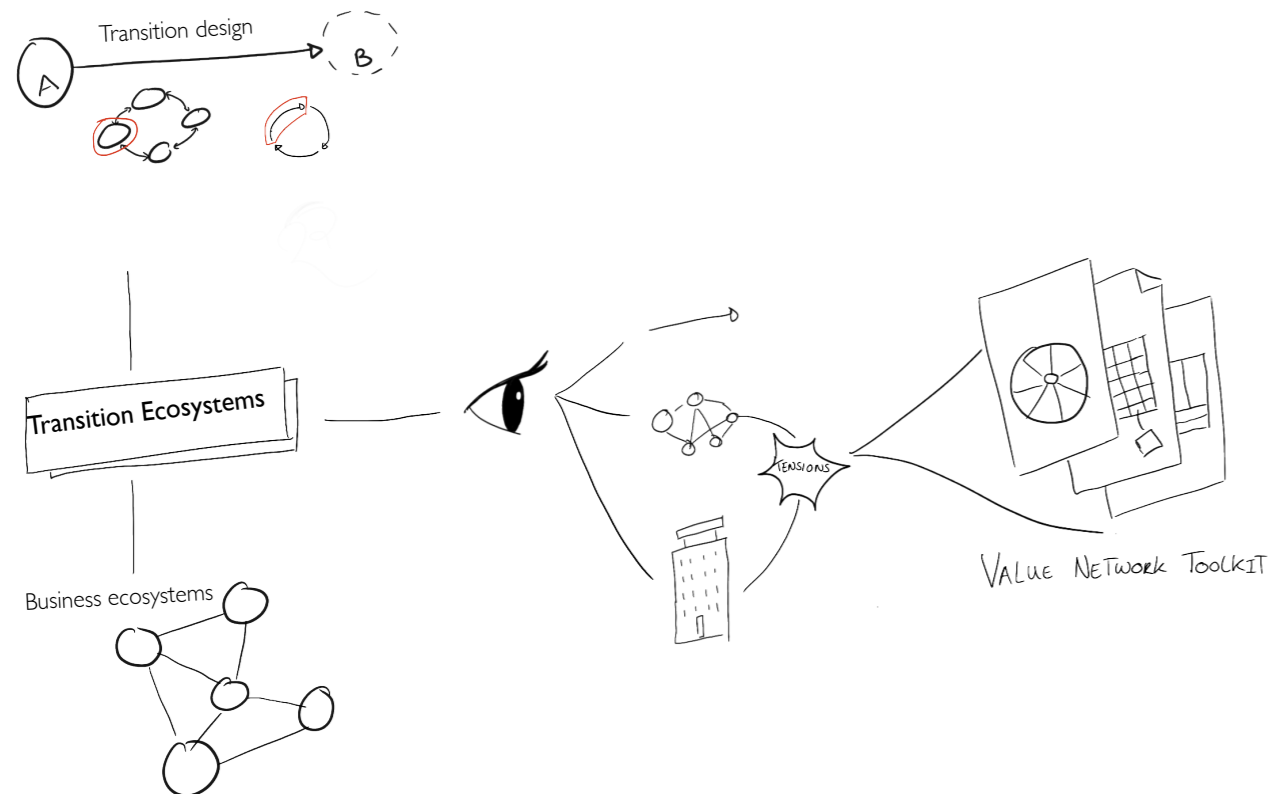 Transition design
A
B
Transition Ecosystems
TENSIONS
VALUE NETWORK TOOLKIT
Business ecosystems